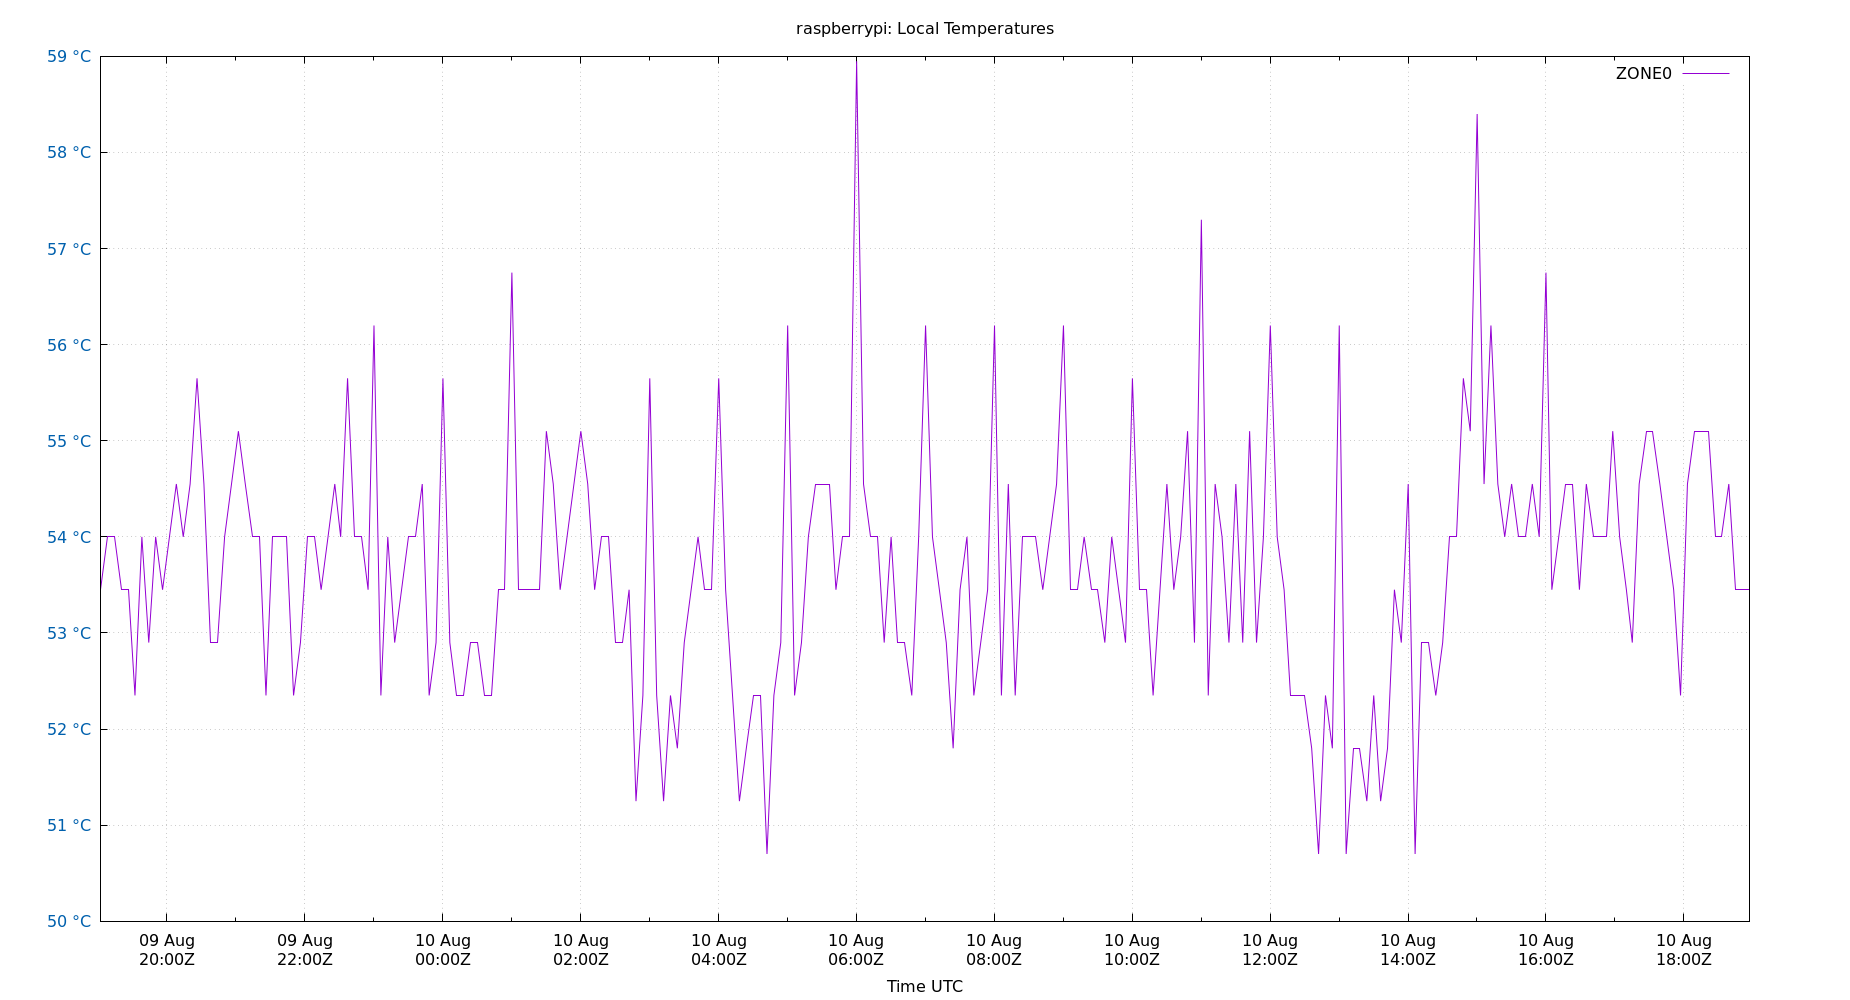 raspberrypi: Local Temperatures
ZONE0
59 °C
58 °C
57 °C
56 °C
55 °C
54 °C
53 °C
52 °C
51 °C
50 °C
09 Aug
20:00Z
09 Aug
22:00Z
10 Aug
00:00Z
10 Aug
02:00Z
10 Aug
04:00Z
10 Aug
06:00Z
10 Aug
08:00Z
10 Aug
10:00Z
10 Aug
12:00Z
10 Aug
14:00Z
10 Aug
16:00Z
10 Aug
18:00Z
Time UTC